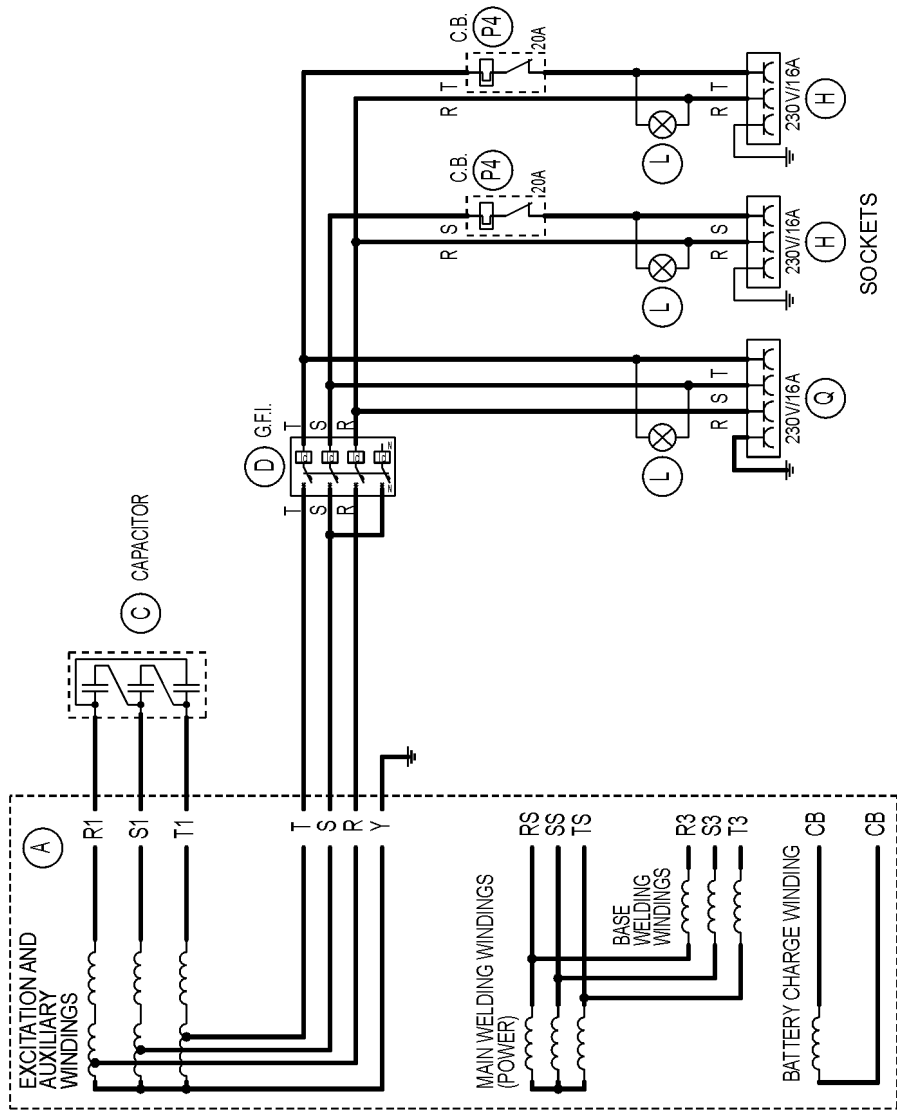 EXCITATION AND
AUXILIARY
WINDINGS
A
R1
S1
T1
C
CAPACITOR
T
S
R
Y
T
S
R
N
D
G.F.I.
T
S
R
N
C.B.
P4
20A
R
S
C.B.
P4
20A
R
T
L
L
L
R
S
T
230V/16A
Q
R
S
230V/16A
H
R
T
230V/16A
H
SOCKETS
MAIN WELDING WINDINGS
(POWER)
RS
SS
TS
BASE
WELDING
WINDINGS
R3
S3
T3
BATTERY CHARGE WINDING
CB
CB